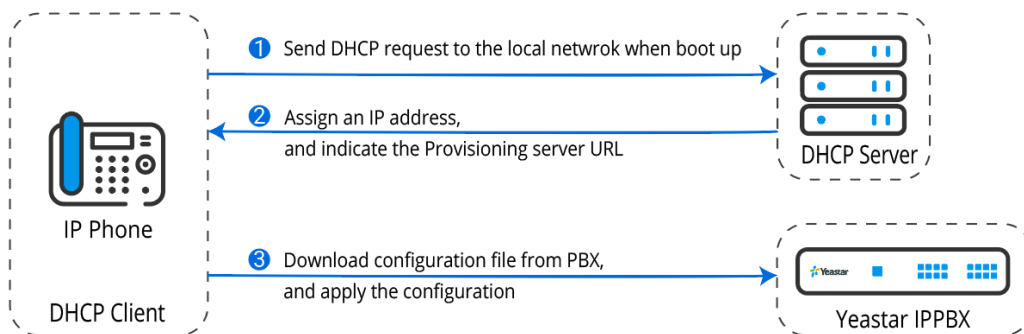 1 Send DHCP request to the local netwrok when boot up
2 Assign an IP address,
and indicate the Provisioning server URL
DHCP Server
IP Phone
3 Download configuration file from PBX,
and apply the configuration
Yeastar
DHCP Client
Yeastar IPPBX